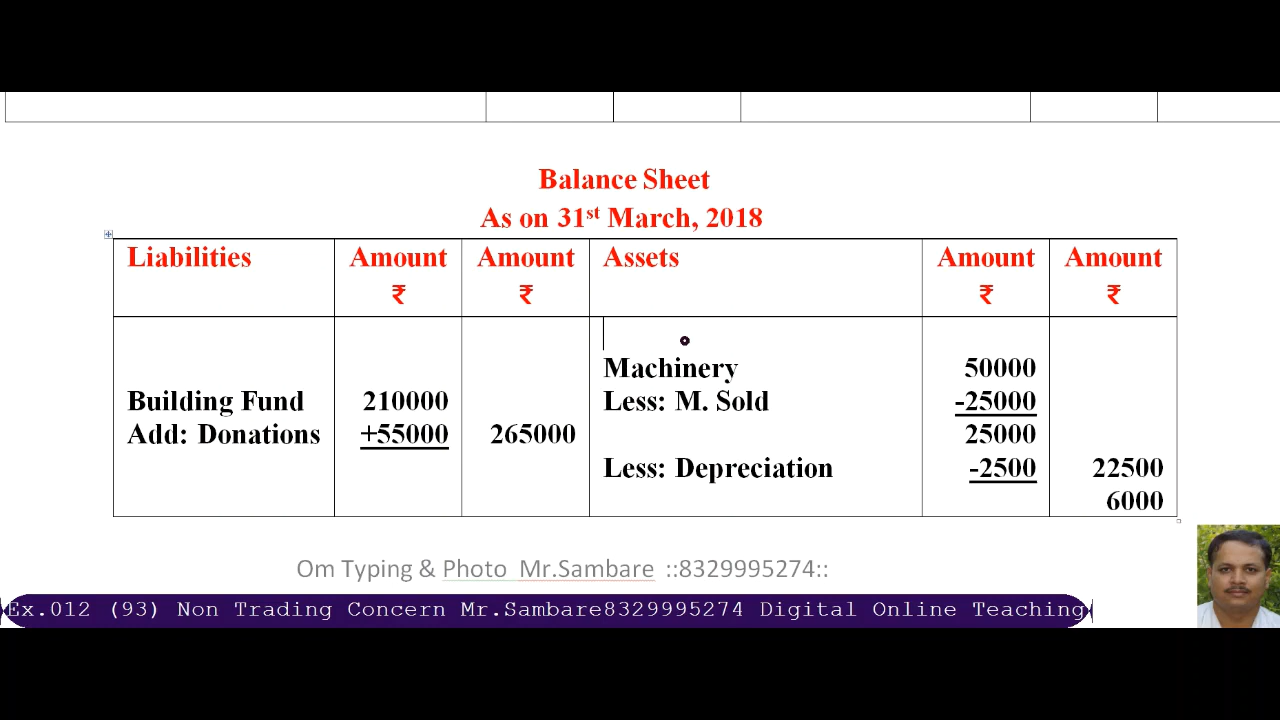 Balance Sheet
As on 31st March, 2018
Liabilities Amount ₹ Amount ₹ Assets Amount ₹ Amount ₹
Machinery 50000
Building Fund 210000 Less: M. Sold -25000
Add: Donations +55000 265000 25000
Less: Depreciation -2500 22500
6000
Om Typing & Photo Mr.Sambare ::8329995274::
Ex.012 (93) Non Trading Concern Mr.Sambare8329995274 Digital Online Teaching